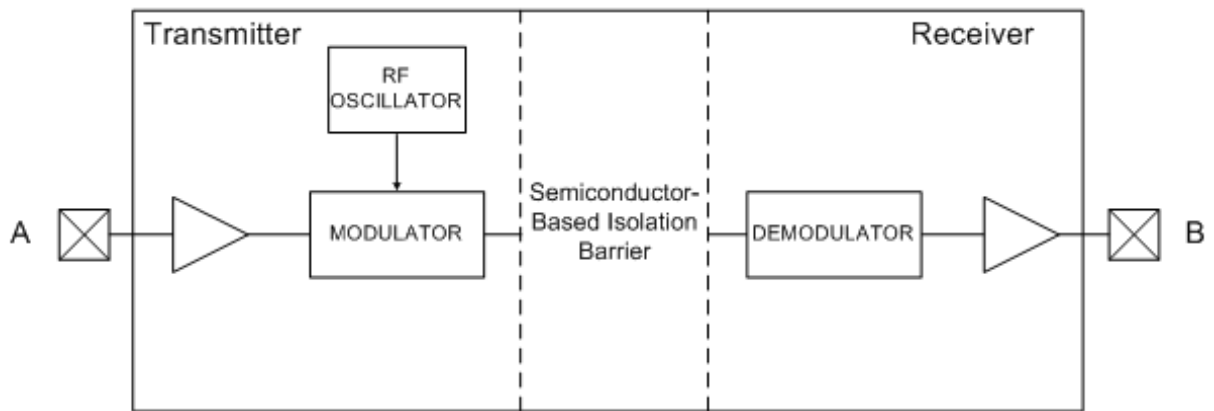 Transmitter
Receiver
RF
OSCILLATOR
A
MODULATOR
Semiconductor-
Based Isolation
Barrier
DEMODULATOR
B